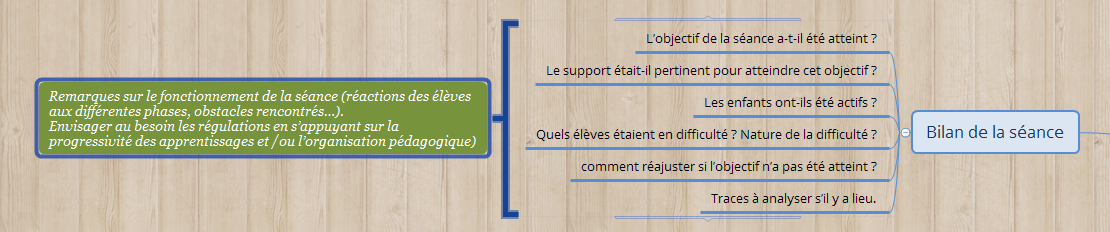 Remarques sur le fonctionnement de la séance (réactions des élèves
aux différentes phases, obstacles rencontrés...).
Envisager au besoin les régulations en s'appuyant sur la
progressivité des apprentissages et /ou l'organisation pédagogique)
L'objectif de la séance a-t-il été atteint ?
Le support était-il pertinent pour atteindre cet objectif ?
Les enfants ont-ils été actifs ?
Quels élèves étaient en difficulté ? Nature de la difficulté ?
comment réajuster si l'objectif n'a pas été atteint ?
Traces à analyser s'il y a lieu.
Bilan de la séance